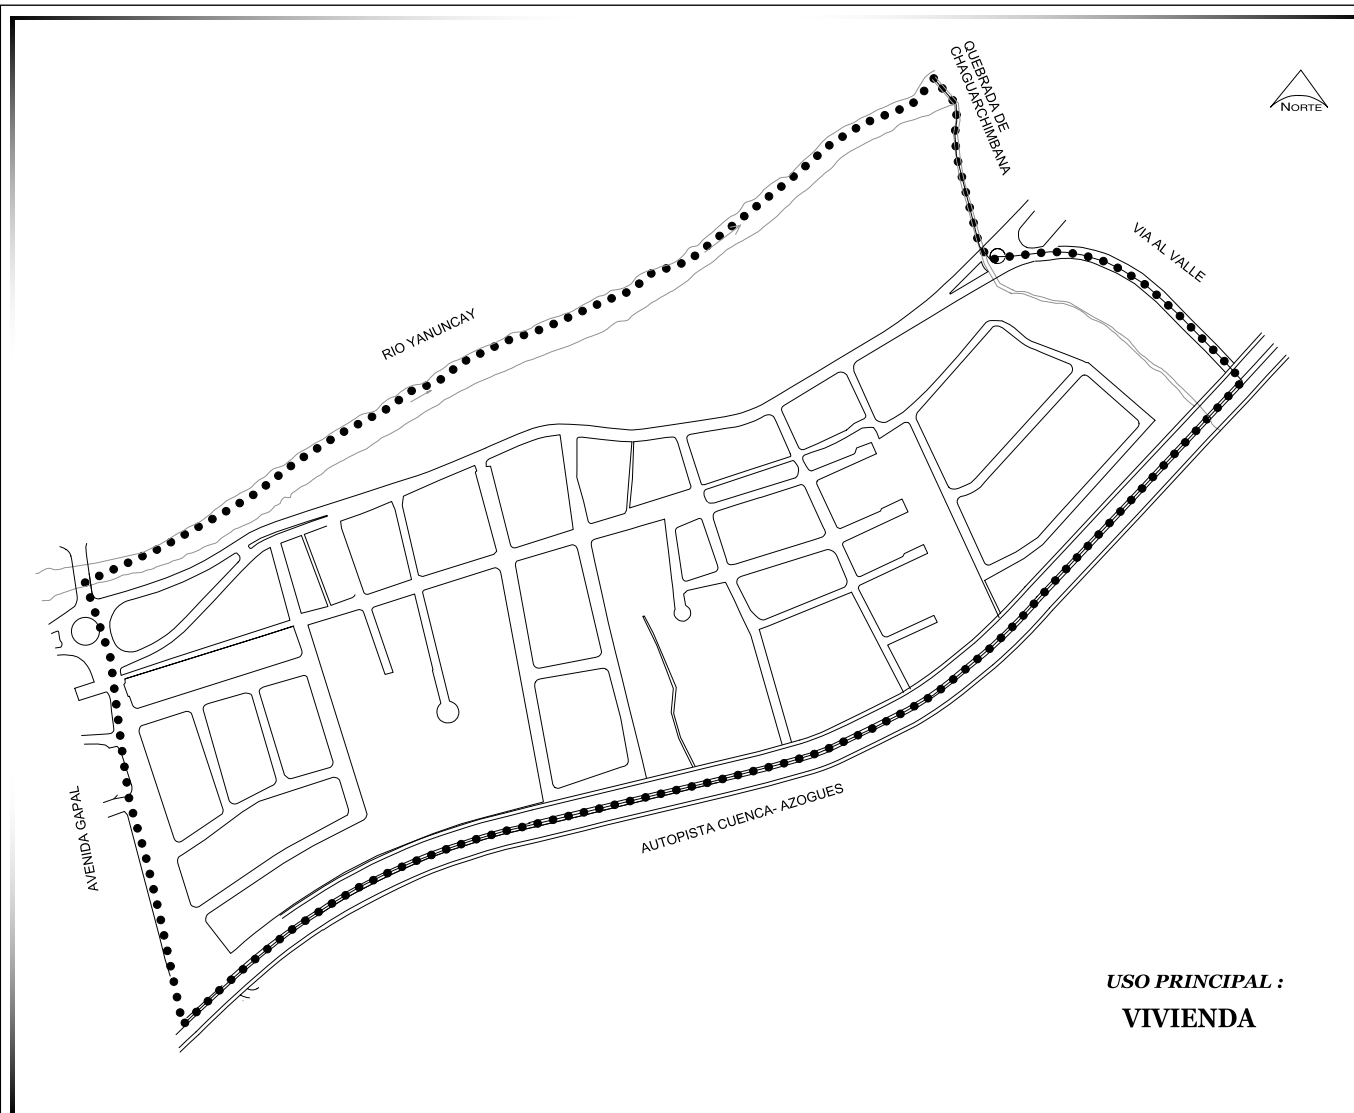 QUEBRADA DE
CHAGUARCHIMBANA
NORTE
VIA AL VALLE
RIO YANUNCAY
AUTOPISTA CUENCA- AZOGUES
AVENIDA GAPAL
USO PRINCIPAL :
VIVIENDA